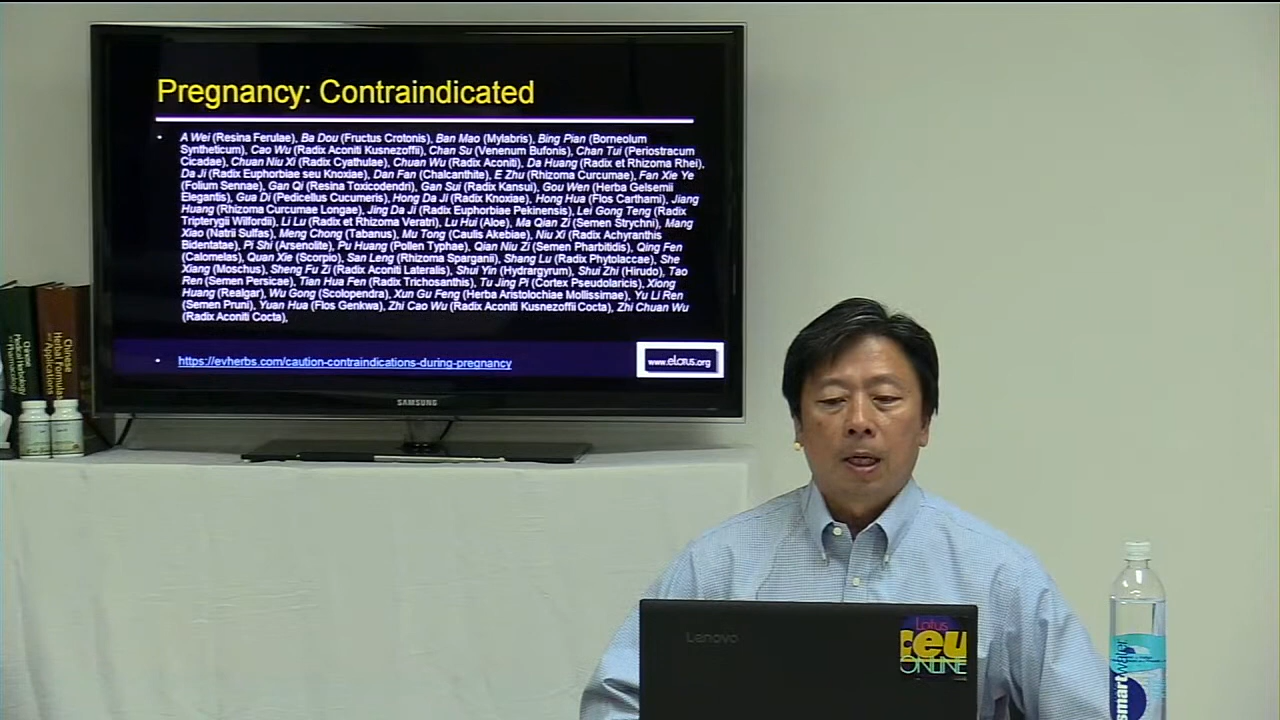 Pregnancy: Contraindicated
• A Wei (Resina Ferulae), Ba Dou (Fructus Crotonis), Ban Mao (Mylabris), Bing Pian (Borneolum
Syntheticum), Cao Wu (Radix Aconiti Kusnezoffii), Chan Su (Venenum Bufonis), Chan Tui (Periostracum
Cicadae), Chuan Niu Xi (Radix Cyathulae), Chuan Wu (Radix Aconiti), Da Huang (Radix et Rhizoma Rhei),
Da Ji (Radix Euphorbiae seu Knoxiae), Dan Fan (Chalcanthite), E Zhu (Rhizoma Curcumae), Fan Xie Ye
(Folium Sennae), Gan Qi (Resina Toxicodendri), Gan Sui (Radix Kansui), Gou Wen (Herba Gelsemii
Elegantis), Gua Di (Pedicellus Cucumeris), Hong Da Ji (Radix Knoxiae), Hong Hua (Flos Carthami), Jiang
Huang (Rhizoma Curcumae Longae), Jing Da Ji (Radix Euphorbiae Pekinensis), Lei Gong Teng (Radix
Tripterygii Wilfordii), Li Lu (Radix et Rhizoma Veratri), Lu Hui (Aloe), Ma Qian Zi (Semen Strychni), Mang
Xiao (Natrii Sulfas), Meng Chong (Tabanus), Mu Tong (Caulis Akebiae), Niu Xi (Radix Achyranthis
Bidentatae), Pi Shi (Arsenolite), Pu Huang (Pollen Typhae), Qian Niu Zi (Semen Pharbitidis), Qing Fen
(Calomelas), Quan Xie (Scorpio), San Leng (Rhizoma Sparganii), Shang Lu (Radix Phytolaccae), She
Xiang (Moschus), Sheng Fu Zi (Radix Aconiti Lateralis), Shui Yin (Hydrargyrum), Shui Zhi (Hirudo), Tao
Ren (Semen Persicae), Tian Hua Fen (Radix Trichosanthis), Tu Jing Pi (Cortex Pseudolaricis), Xiong
Huang (Realgar), Wu Gong (Scolopendra), Xun Gu Feng (Herba Aristolochiae Mollissimae), Yu Li Ren
(Semen Pruni), Yuan Hua (Flos Genkwa), Zhi Cao Wu (Radix Aconiti Kusnezoffii Cocta), Zhi Chuan Wu
(Radix Aconiti Cocta),
• https://evherbs.com/caution-contraindications-during-pregnancy
www.eLotus.org
SAMSUNG
Chinese
Medical Herbology
and Pharmacology
Chinese
Herbal Formulas
and Applications
Lenovo
Lotus
:eu
ONLINE
smartwater